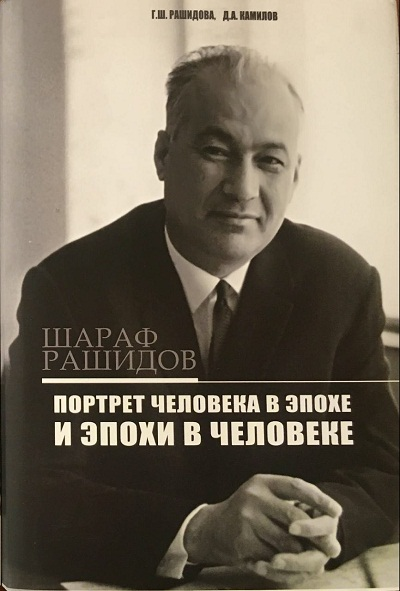 Г.Ш. РАШИДОВА, Д.А. КАМИЛОВ
ШАРАФ
РАШИДОВ
ПОРТРЕТ ЧЕЛОВЕКА В ЭПОХЕ
И ЭПОХИ В ЧЕЛОВЕКЕ